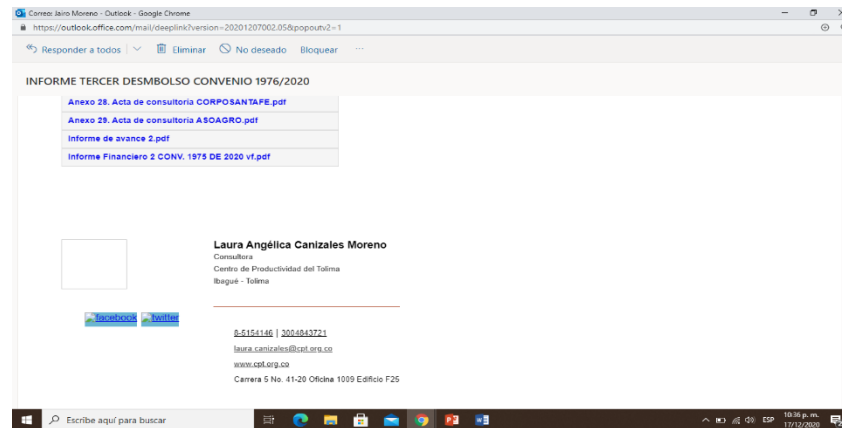 Correo: Jairo Moreno - Outlook - Google Chrome
https://outlook.office.com/mail/deeplink?version=20201207002.05&popoutv2=1
Responder a todos Eliminar No deseado Bloquear ...
INFORME TERCER DESMBOLSO CONVENIO 1976/2020
Anexo 28. Acta de consultoria CORPOSANTAFE.pdf
Anexo 29. Acta de consultoria ASOAGRO.pdf
Informe de avance 2.pdf
Informe Financiero 2 CONV. 1975 DE 2020 vf.pdf
Laura Angélica Canizales Moreno
Consultora
Centro de Productividad del Tolima
Ibagué - Tolima
facebook twitter
8-5154146 | 3004843721
laura.canizales@cpt.org.co
www.cpt.org.co
Carrera 5 No. 41-20 Oficina 1009 Edificio F25
Escribe aquí para buscar
ESP
10:36 p. m.
17/12/2020